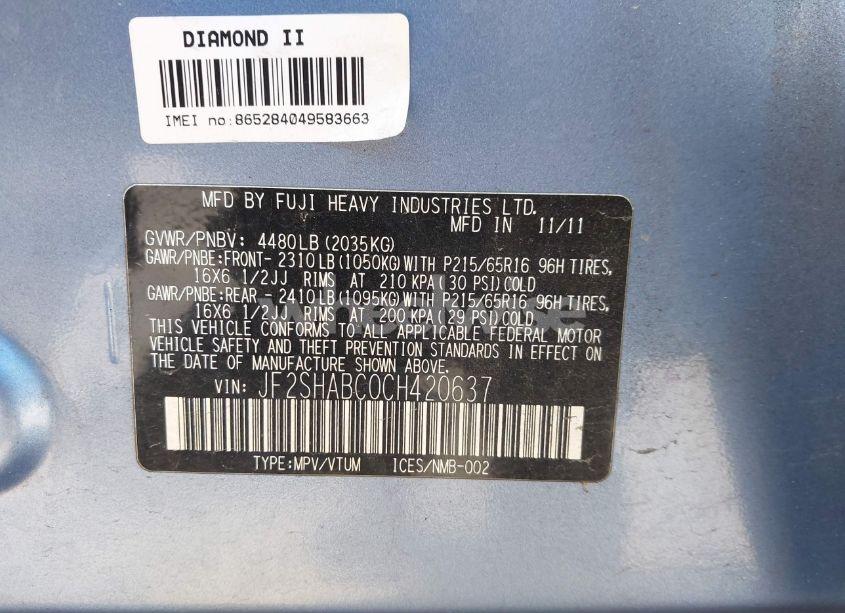 DIAMOND II
IMEI no:865284049583663
MFD BY FUJI HEAVY INDUSTRIES LTD.
MFD IN 11/11
GVWR/PNBV: 4480LB(2035KG)
GAWR/PNBE:FRONT- 2310LB(1050KG)WITH P215/65R16 96H TIRES,
16X6 1/2JJ RIMS AT 210 KPA(30 PSI)COLD
GAWR/PNBE:REAR - 2410LB(1095KG)WITH P215/65R16 96H TIRES,
16X6 1/2JJ RIMS AT 200 KPA(29 PSI)COLD.
THIS VEHICLE CONFORMS TO ALL APPLICABLE FEDERAL MOTOR
VEHICLE SAFETY AND THEFT PREVENTION STANDARDS IN EFFECT ON
THE DATE OF MANUFACTURE SHOWN ABOVE.
VIN: JF2SHABC0CH420637
TYPE:MPV/VTUM ICES/NMB-002